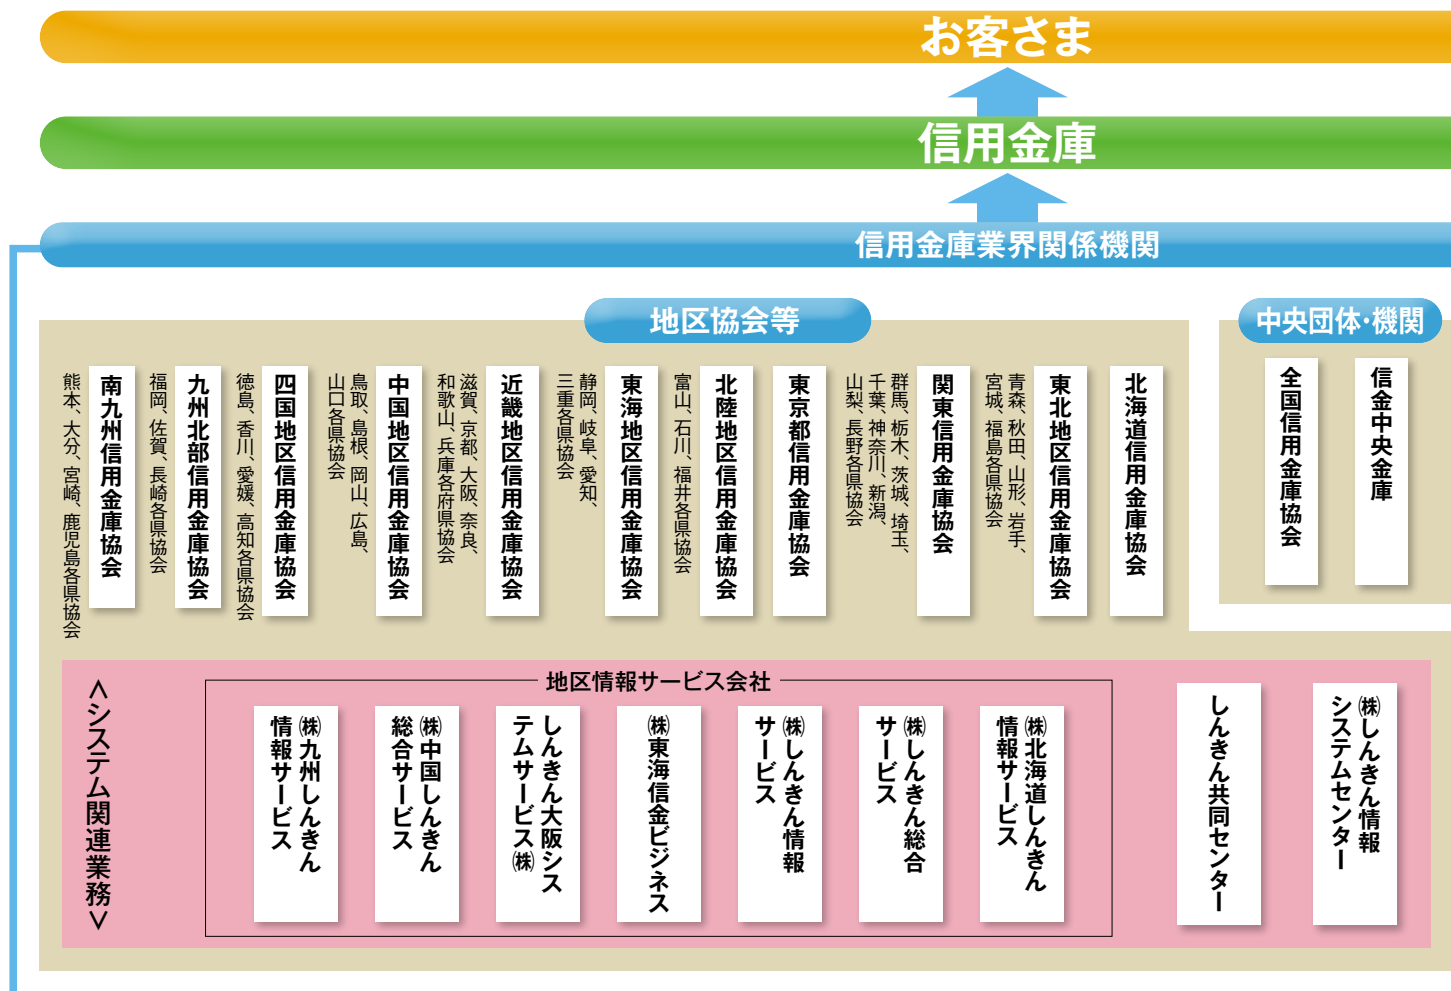 お客さま
信用金庫
信用金庫業界関係機関
地区協会等
中央団体・機関
信金中央金庫
全国信用金庫協会
北海道信用金庫協会
東北地区信用金庫協会
青森、秋田、山形、岩手、
宮城、福島各県協会
関東信用金庫協会
群馬、栃木、茨城、埼玉、
千葉、神奈川、新潟、
山梨、長野各県協会
東京都信用金庫協会
北陸地区信用金庫協会
富山、石川、福井各県協会
東海地区信用金庫協会
静岡、岐阜、愛知、
三重各県協会
近畿地区信用金庫協会
滋賀、京都、大阪、奈良、
和歌山、兵庫各府県協会
中国地区信用金庫協会
鳥取、島根、岡山、広島、
山口各県協会
四国地区信用金庫協会
徳島、香川、愛媛、高知各県協会
九州北部信用金庫協会
福岡、佐賀、長崎各県協会
南九州信用金庫協会
熊本、大分、宮崎、鹿児島各県協会
㈱しんきん情報
システムセンター
しんきん共同センター
地区情報サービス会社
㈱北海道しんきん
情報サービス
㈱しんきん総合
サービス
㈱しんきん情報
サービス
㈱東海信金ビジネス
しんきん大阪シス
テムサービス㈱
㈱中国しんきん
総合サービス
㈱九州しんきん
情報サービス
<システム関連業務>